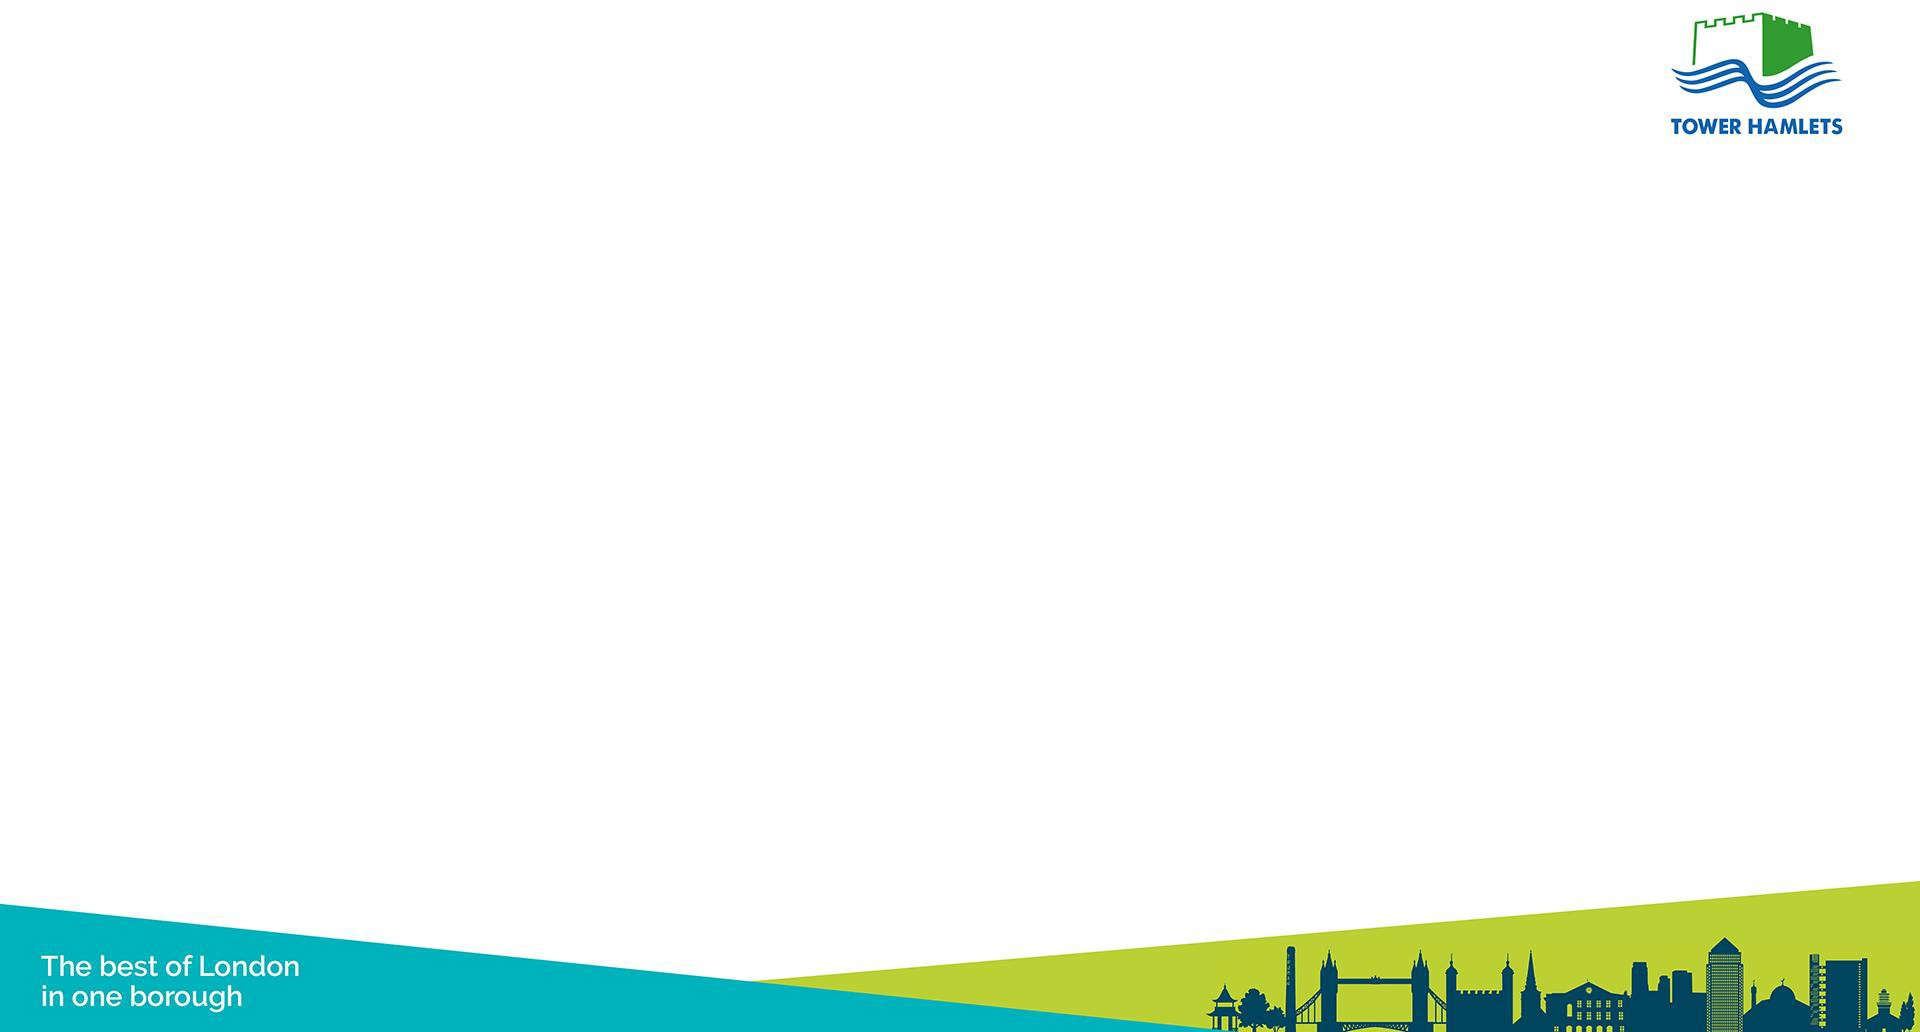 TOWER HAMLETS
The best of London
in one borough